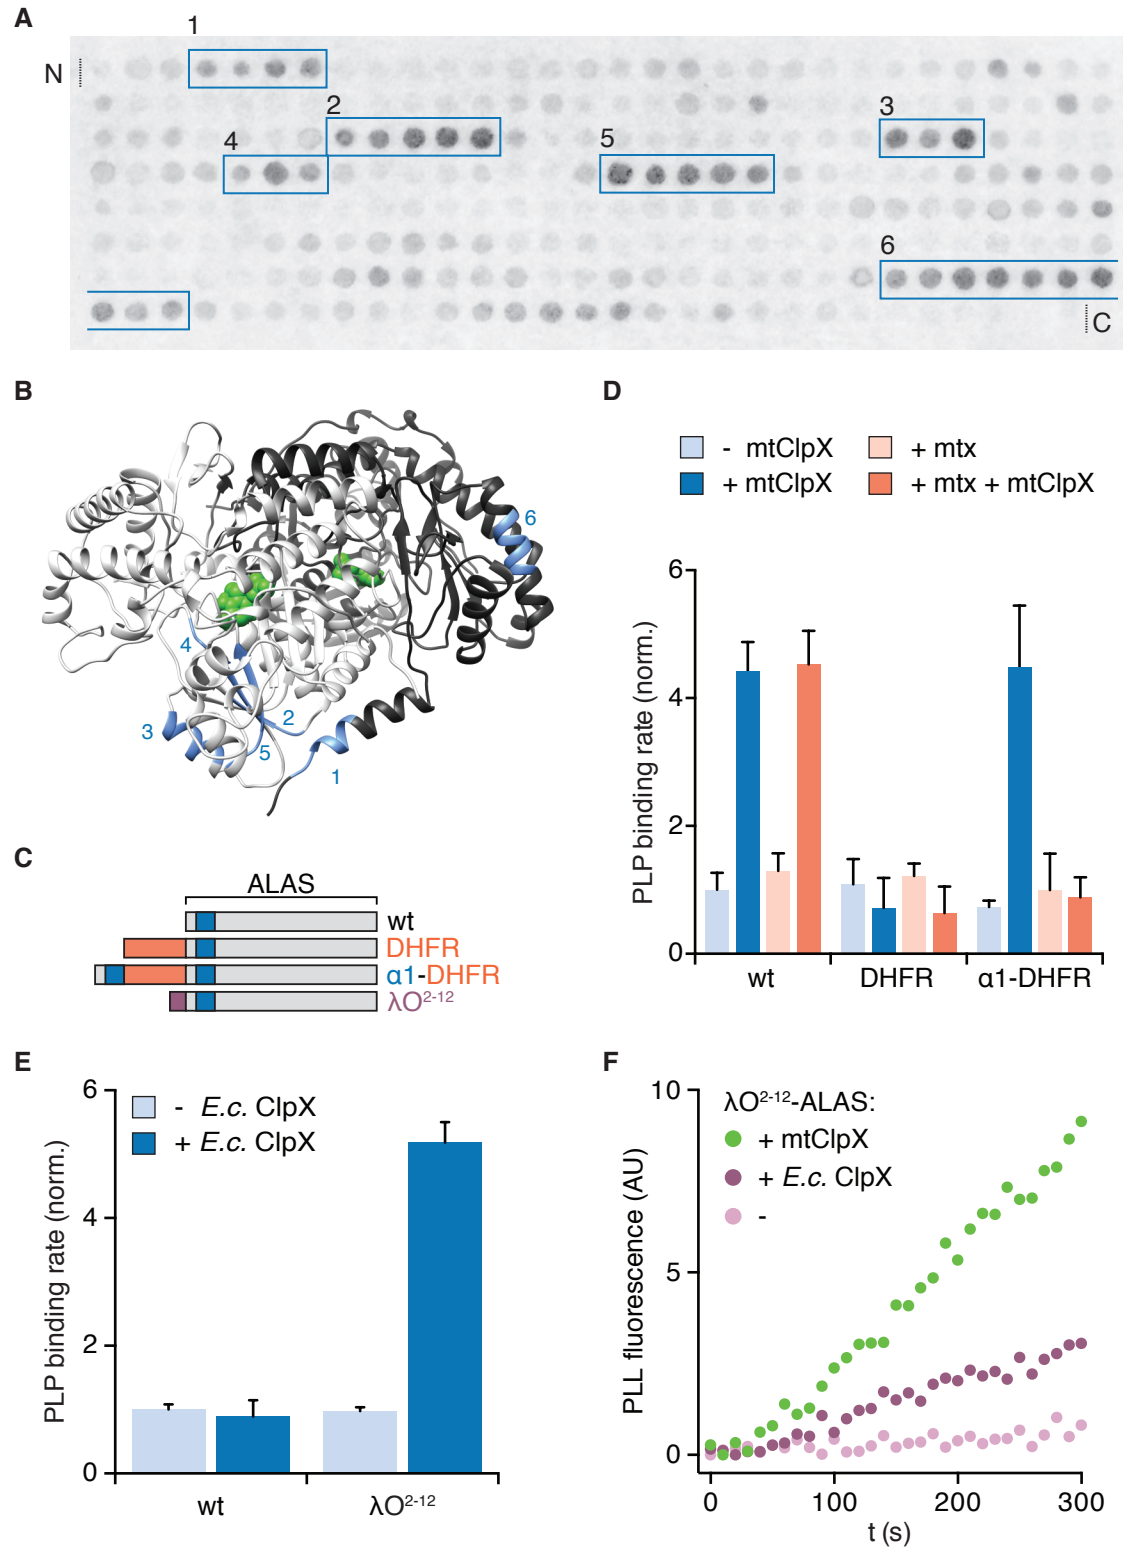 A
1
N
2
3
4
5
6
C
B
6
4
3
2
5
1
C
ALAS
wt
DHFR
α1-DHFR
λO²⁻¹²
D
- mtClpX
+ mtx
+ mtClpX
+ mtx + mtClpX
PLP binding rate (norm.)
6
4
2
0
wt
DHFR
α1-DHFR
E
- E.c. ClpX
+ E.c. ClpX
PLP binding rate (norm.)
6
4
2
0
wt
λO²⁻¹²
F
λO²⁻¹²-ALAS:
+ mtClpX
+ E.c. ClpX
-
PLL fluorescence (AU)
10
5
0
0
100
200
300
t (s)